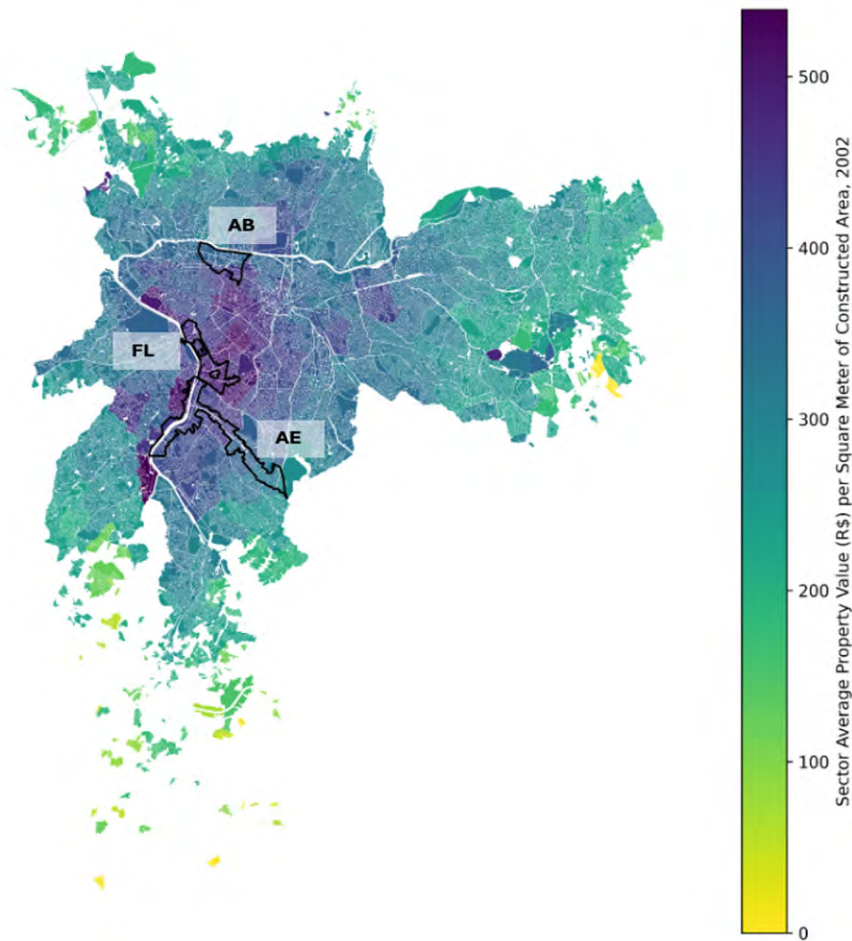 AB
FL
AE
500
400
300
200
100
0
Sector Average Property Value (R$) per Square Meter of Constructed Area, 2002